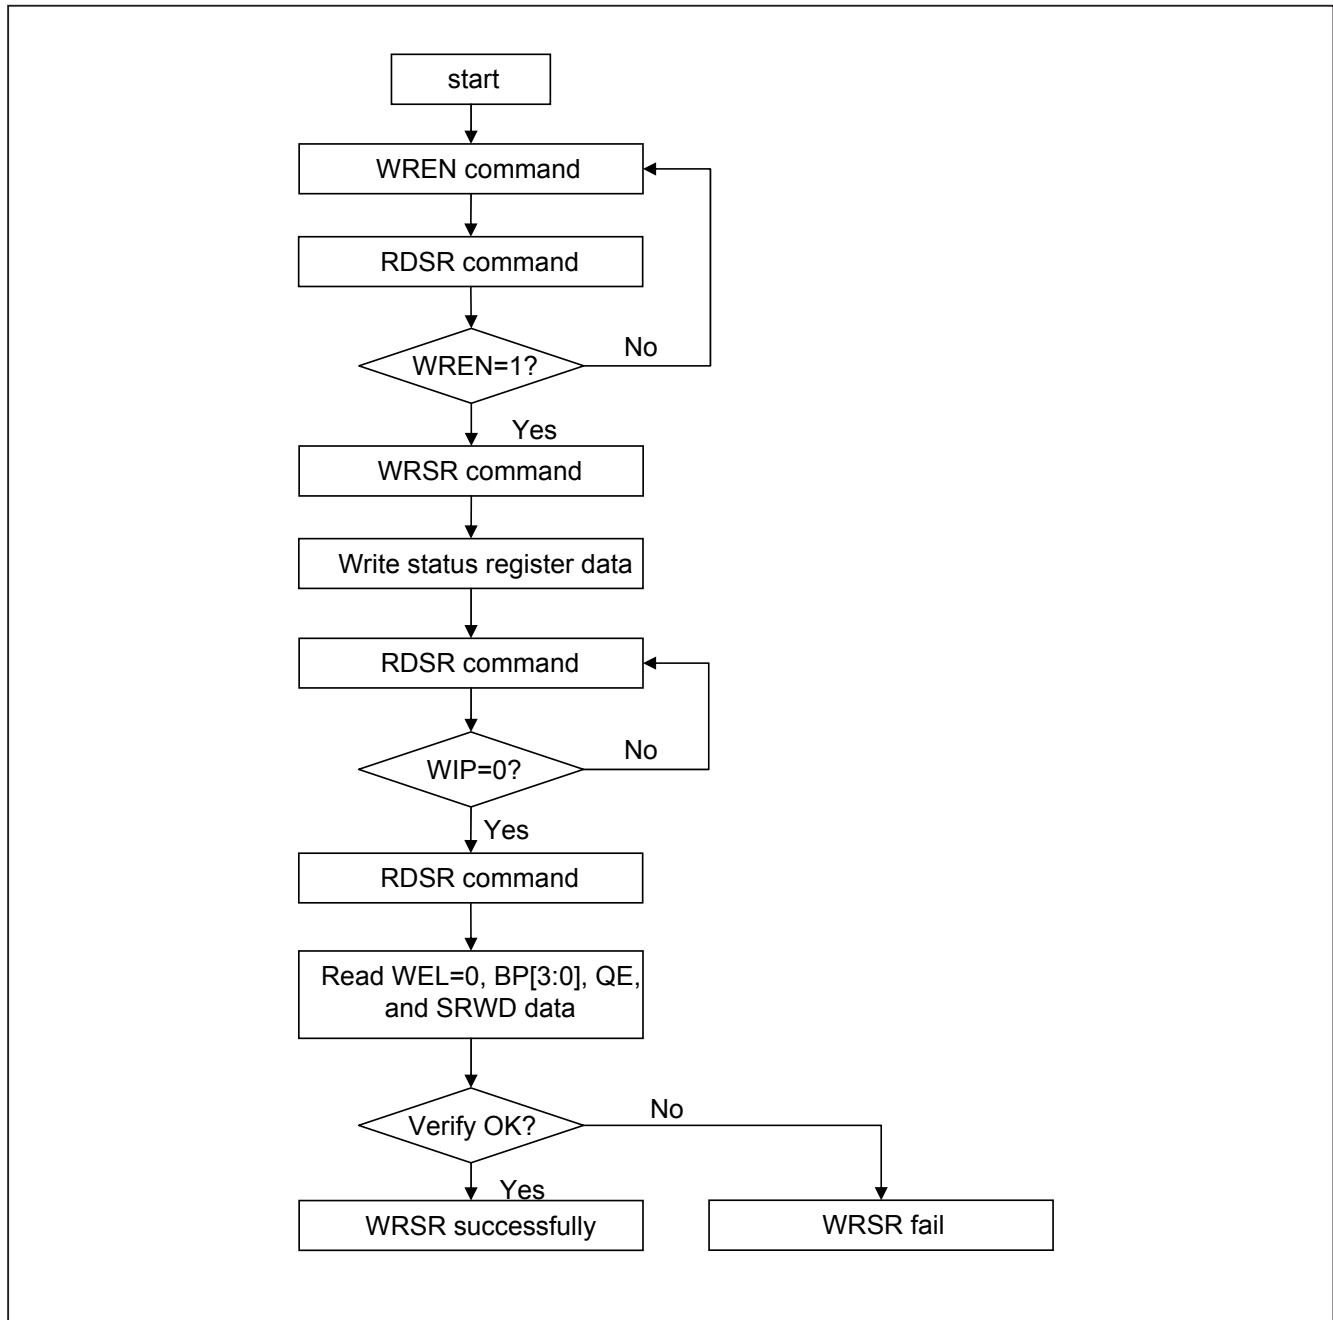 start
WREN command
RDSR command
WREN=1?
No
Yes
WRSR command
Write status register data
RDSR command
WIP=0?
No
Yes
RDSR command
Read WEL=0, BP[3:0], QE,
and SRWD data
Verify OK?
No
Yes
WRSR successfully
WRSR fail